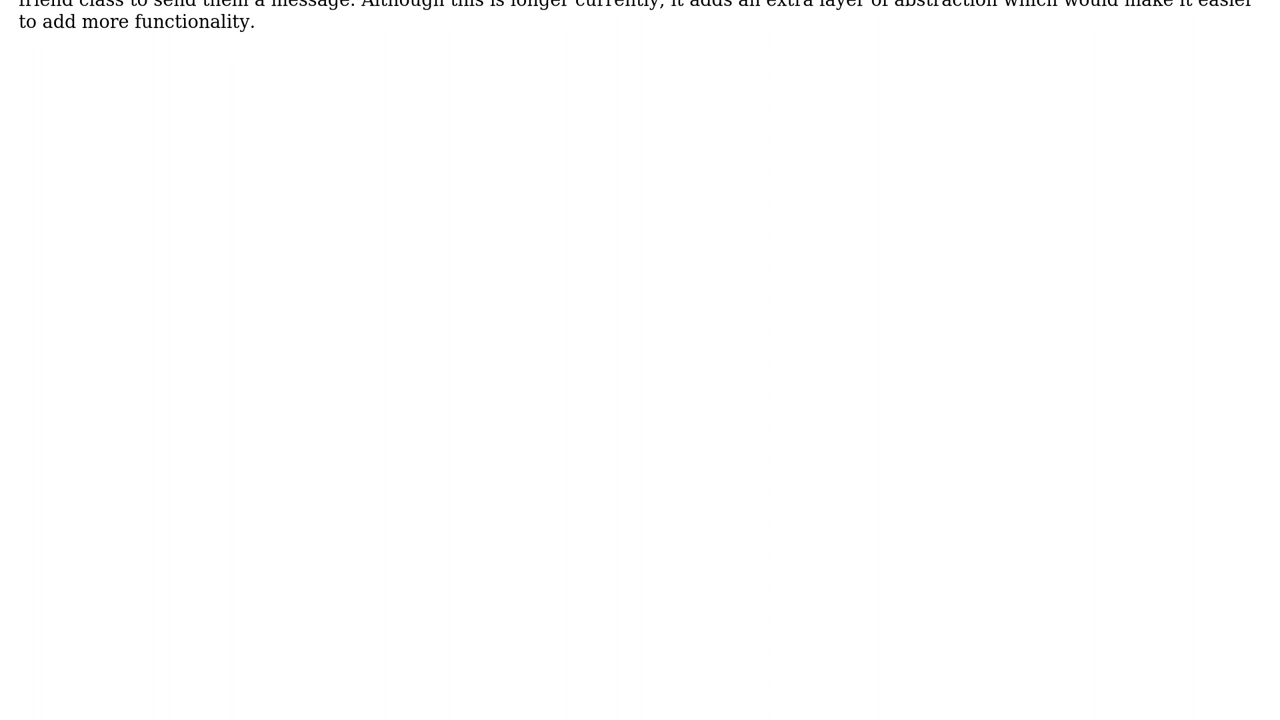 friend class to send them a message. Although this is longer currently, it adds an extra layer of abstraction which would make it easier
to add more functionality.